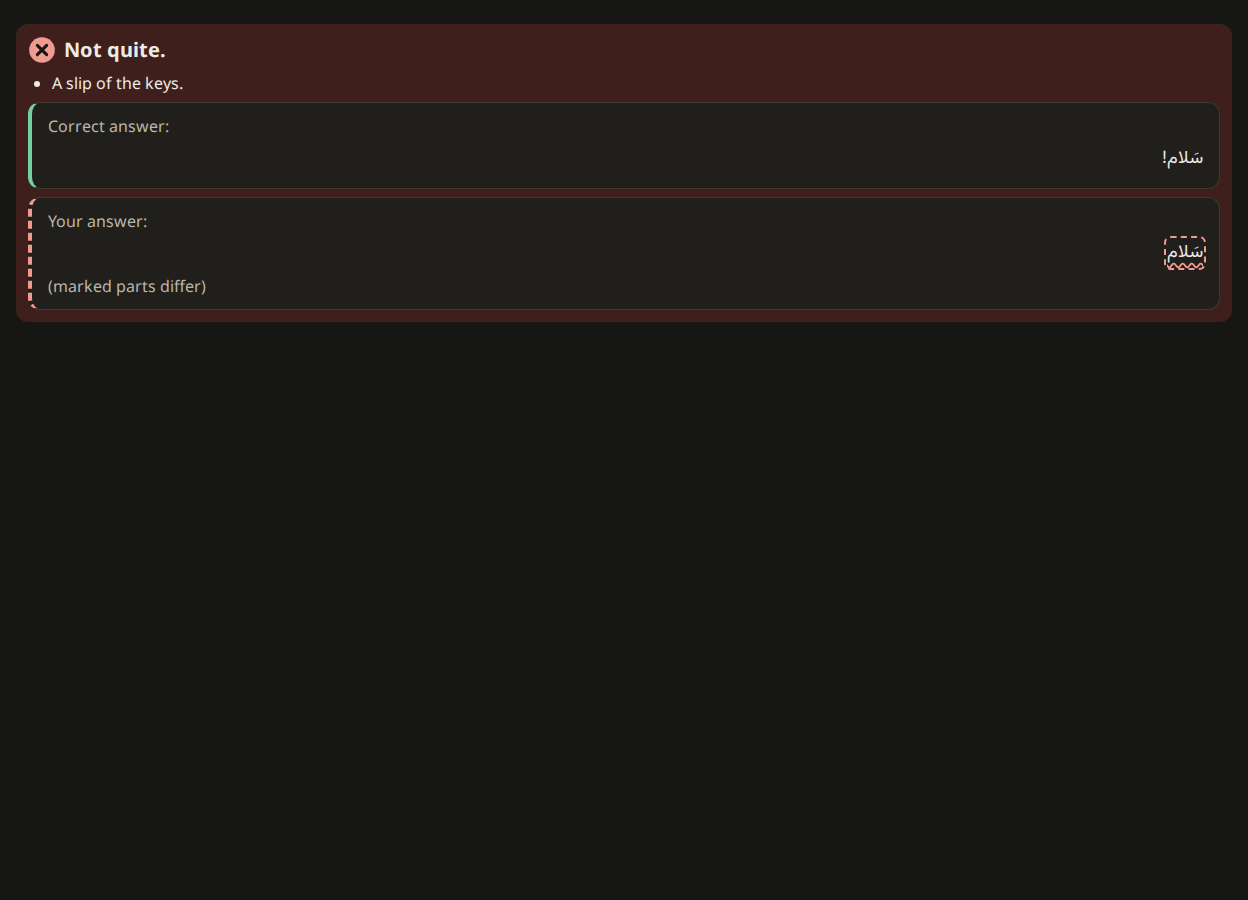 Not quite.
A slip of the keys.
Correct answer:
سَلام!
Your answer:
سَلام
(marked parts differ)